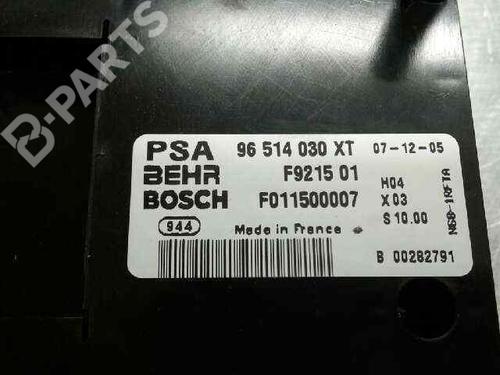 B-PARTS
PSA 96 514 030 XT 07-12-05
BEHR F9215 01 H04
BOSCH F011500007 X03
S 10.00
N68-1RFTA
944 Made in France
B 00282791